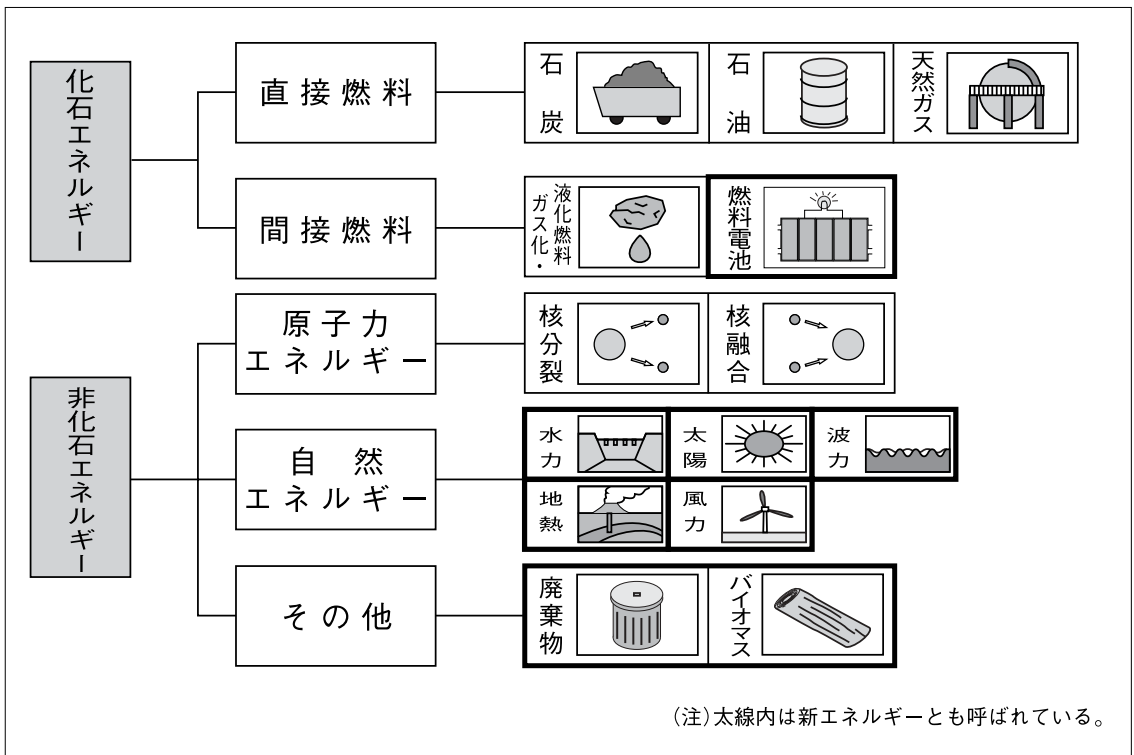 化石エネルギー
直接燃料
石炭
石油
天然ガス
間接燃料
液化燃料
ガス化・
燃料電池
非化石エネルギー
原子力
エネルギー
核分裂
核融合
自然
エネルギー
水力
太陽
波力
地熱
風力
その他
廃棄物
バイオマス
(注)太線内は新エネルギーとも呼ばれている。